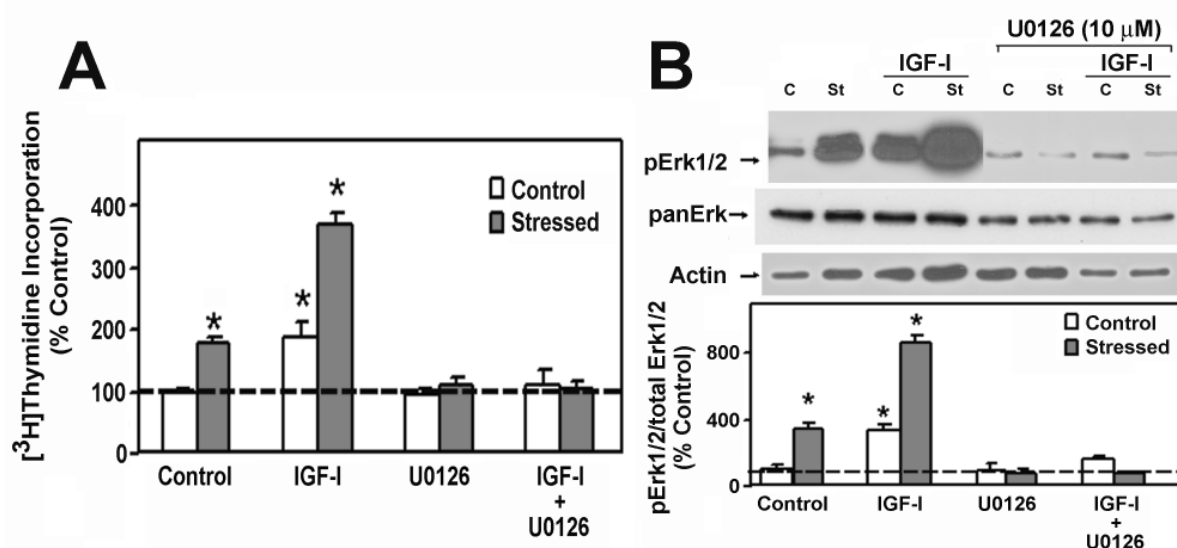 A
[³H]Thymidine Incorporation
(% Control)
400
300
200
100
0
Control
Stressed
*
*
*
Control
IGF-I
U0126
IGF-I
+
U0126
B
U0126 (10 μM)
IGF-I
IGF-I
C St C St C St C St
pErk1/2
panErk
Actin
pErk1/2/total Erk1/2
(% Control)
800
400
0
Control
Stressed
*
*
*
Control
IGF-I
U0126
IGF-I
+
U0126